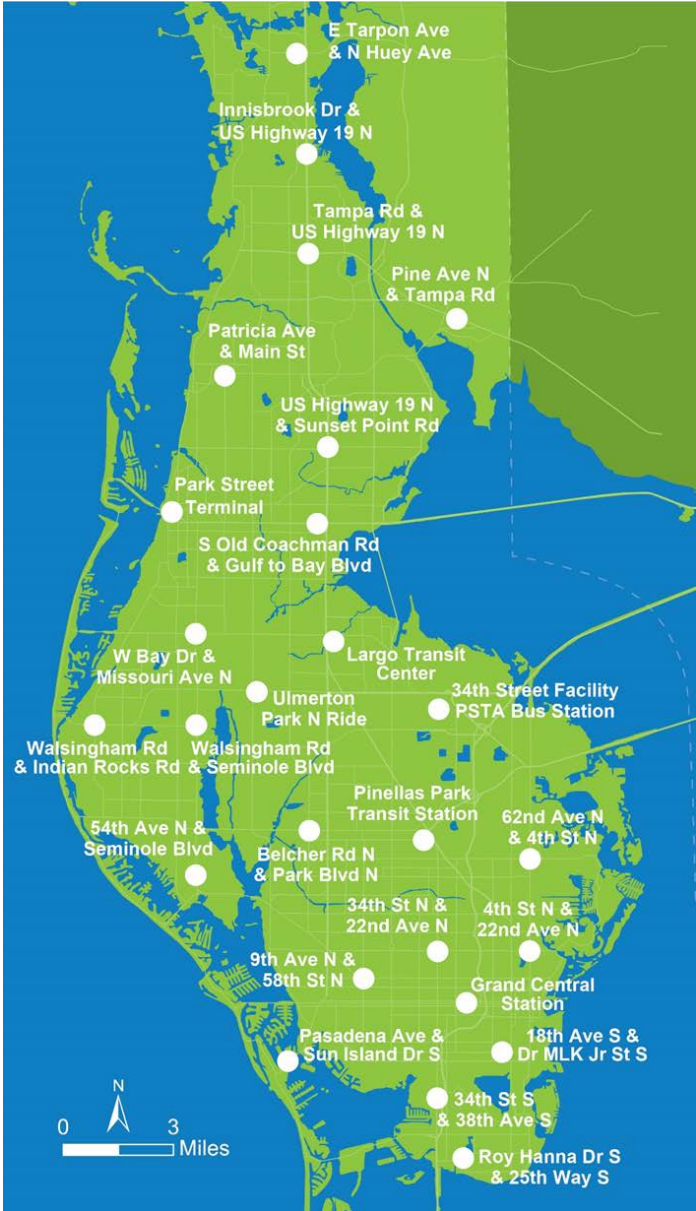 E Tarpon Ave
& N Huey Ave
Innisbrook Dr &
US Highway 19 N
Tampa Rd &
US Highway 19 N
Pine Ave N
& Tampa Rd
Patricia Ave
& Main St
US Highway 19 N
& Sunset Point Rd
Park Street
Terminal
S Old Coachman Rd
& Gulf to Bay Blvd
W Bay Dr &
Missouri Ave N
Largo Transit
Center
Ulmerton
Park N Ride
34th Street Facility
PSTA Bus Station
Walsingham Rd
& Indian Rocks Rd
Walsingham Rd
& Seminole Blvd
Pinellas Park
Transit Station
54th Ave N &
Seminole Blvd
Belcher Rd N
& Park Blvd N
62nd Ave N
& 4th St N
34th St N &
22nd Ave N
4th St N &
22nd Ave N
9th Ave N &
58th St N
Grand Central
Station
Pasadena Ave &
Sun Island Dr S
18th Ave S &
Dr MLK Jr St S
34th St S
& 38th Ave S
Roy Hanna Dr S
& 25th Way S
N
0 3
Miles